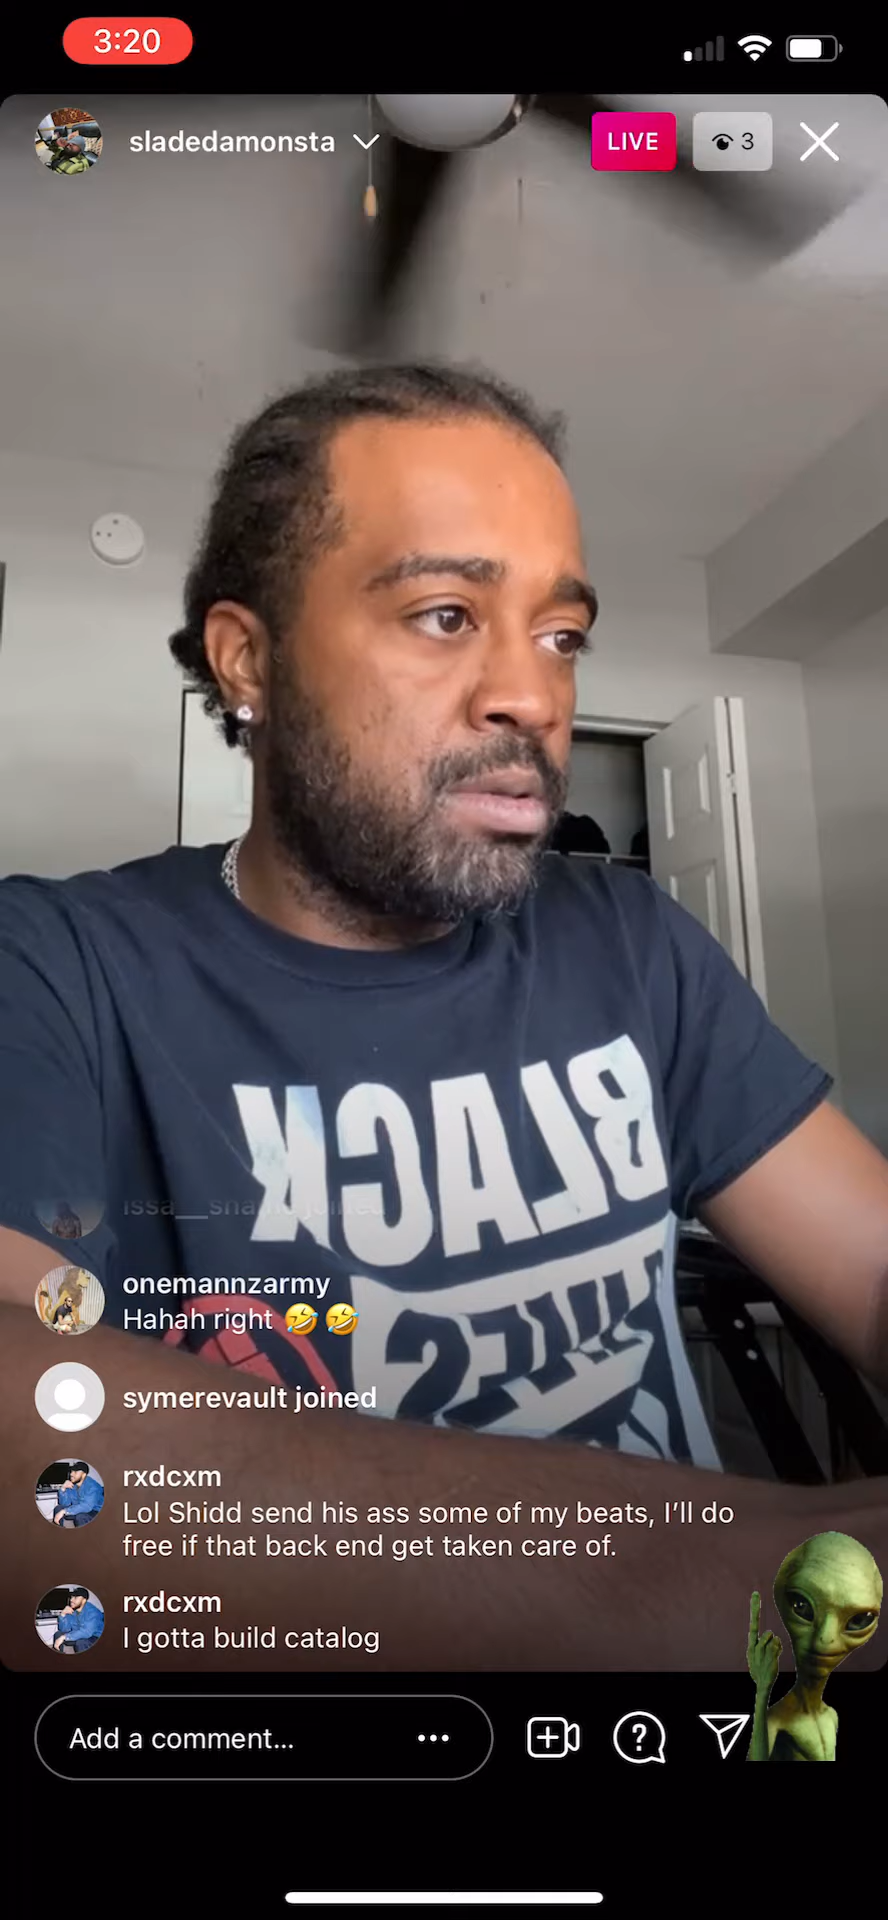 3:20
sladedamonsta
LIVE
3
BLACK
onemannzarmy
Hahah right 🤣🤣
symerevault joined
rxdcxm
Lol Shidd send his ass some of my beats, I’ll do
free if that back end get taken care of.
rxdcxm
I gotta build catalog
Add a comment...